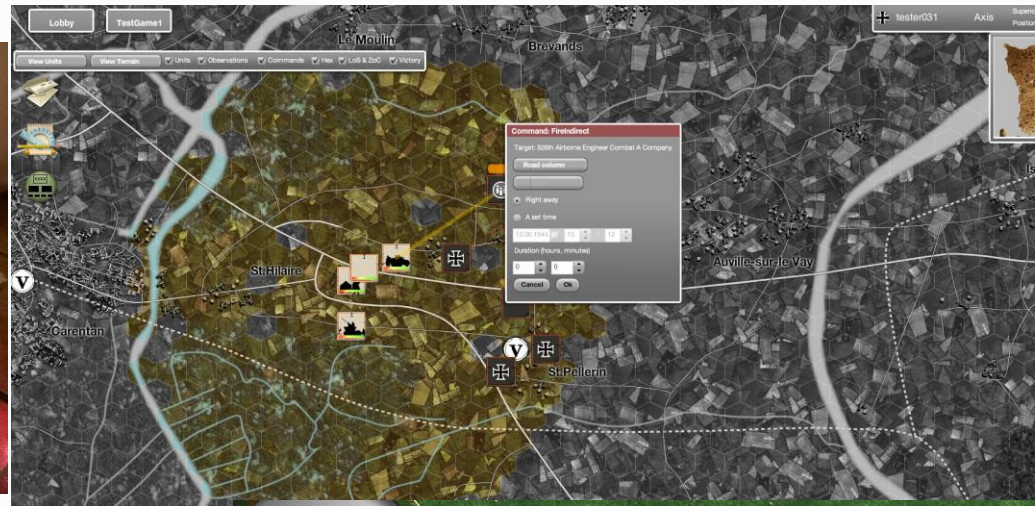 Lobby
TestGame1
tester031
Axis
Le Moulin
Brevands
View Units
View Terrain
Units
Observations
Commands
Hex
LoS & ZoC
Victory
Command: FireIndirect
Target: 326th Airborne Engineer Combat A Company
Road column
Right away
A set time
Duration (hours, minutes)
0
0
Cancel
Ok
St.Hilaire
Auville-sur-le Vay
V
Carentan
V
St.Pellerin